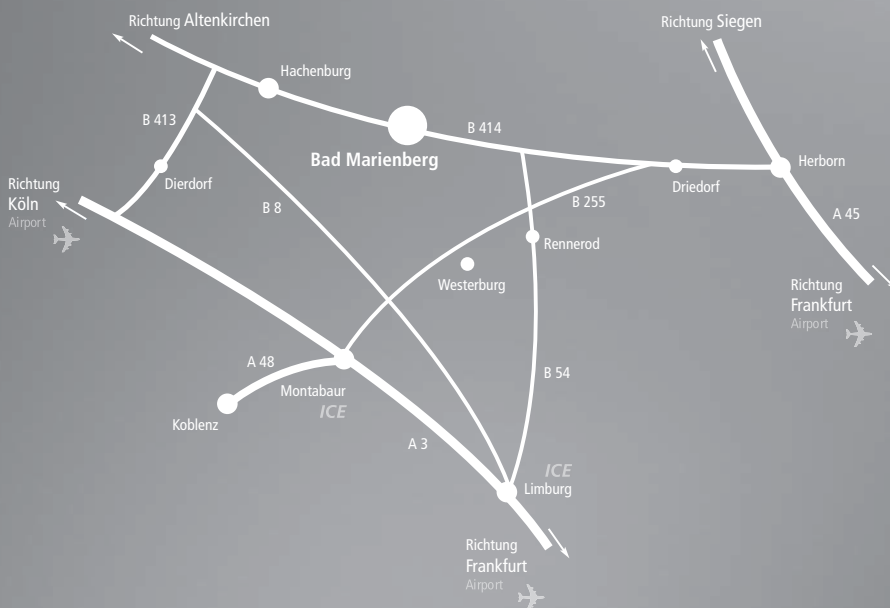 Richtung Altenkirchen
Richtung Siegen
Hachenburg
B 413
B 414
Bad Marienberg
Herborn
Dierdorf
Driedorf
Richtung
Köln
Airport
B 8
B 255
A 45
Rennerod
Westerburg
Richtung
Frankfurt
Airport
A 48
Montabaur
ICE
B 54
Koblenz
A 3
ICE
Limburg
Richtung
Frankfurt
Airport